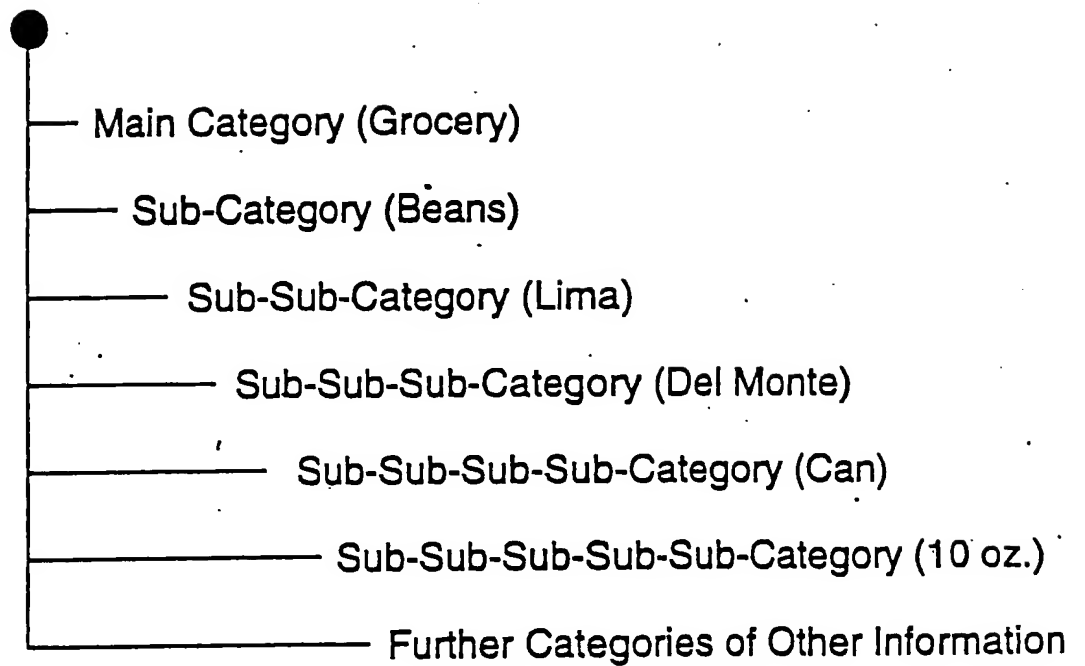 Main Category (Grocery)
Sub-Category (Beans)
Sub-Sub-Category (Lima)
Sub-Sub-Sub-Category (Del Monte)
Sub-Sub-Sub-Sub-Category (Can)
Sub-Sub-Sub-Sub-Sub-Category (10 oz.)
Further Categories of Other Information